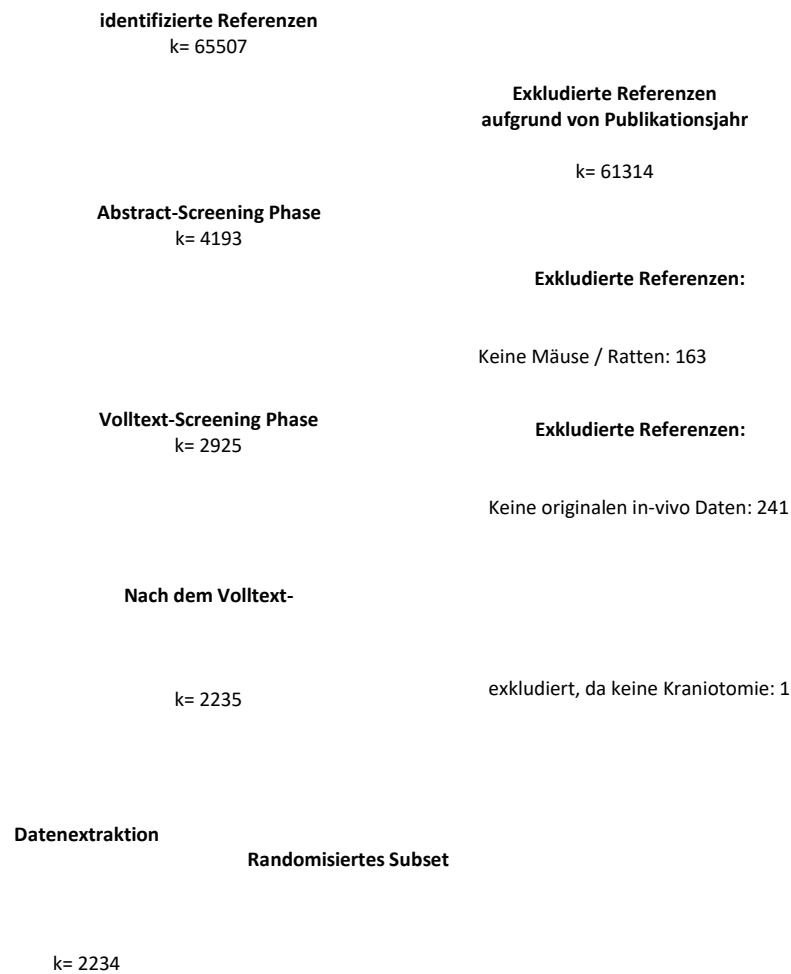 identifizierte Referenzen
k= 65507
Exkludierte Referenzen
aufgrund von Publikationsjahr
k= 61314
Abstract-Screening Phase
k= 4193
Exkludierte Referenzen:
Keine Mäuse / Ratten: 163
Volltext-Screening Phase
k= 2925
Exkludierte Referenzen:
Keine originalen in-vivo Daten: 241
Nach dem Volltext-
k= 2235
exkludiert, da keine Kraniotomie: 1
Datenextraktion
Randomisiertes Subset
k= 2234